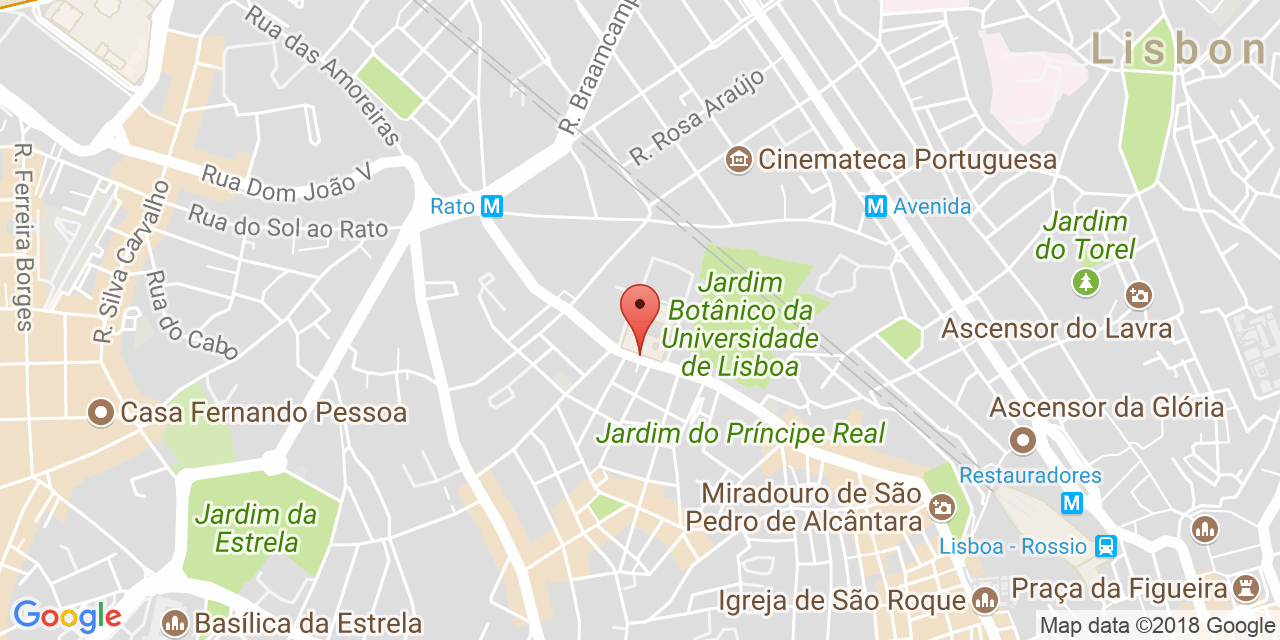 Rua das Amoreiras
R. Braamcamp
Lisbon
R. Rosa Araújo
Cinemateca Portuguesa
R. Ferreira Borges
R. Silva Carvalho
Rua Dom João V
Rua do Sol ao Rato
Rato M
M Avenida
Jardim
do Torel
Rua do Cabo
Jardim
Botânico da
Universidade
de Lisboa
Ascensor do Lavra
Casa Fernando Pessoa
Ascensor da Glória
Jardim do Príncipe Real
Restauradores
M
Miradouro de São
Pedro de Alcântara
Jardim da
Estrela
Lisboa - Rossio
Praça da Figueira
Igreja de São Roque
Basílica da Estrela
Google
Map data ©2018 Google